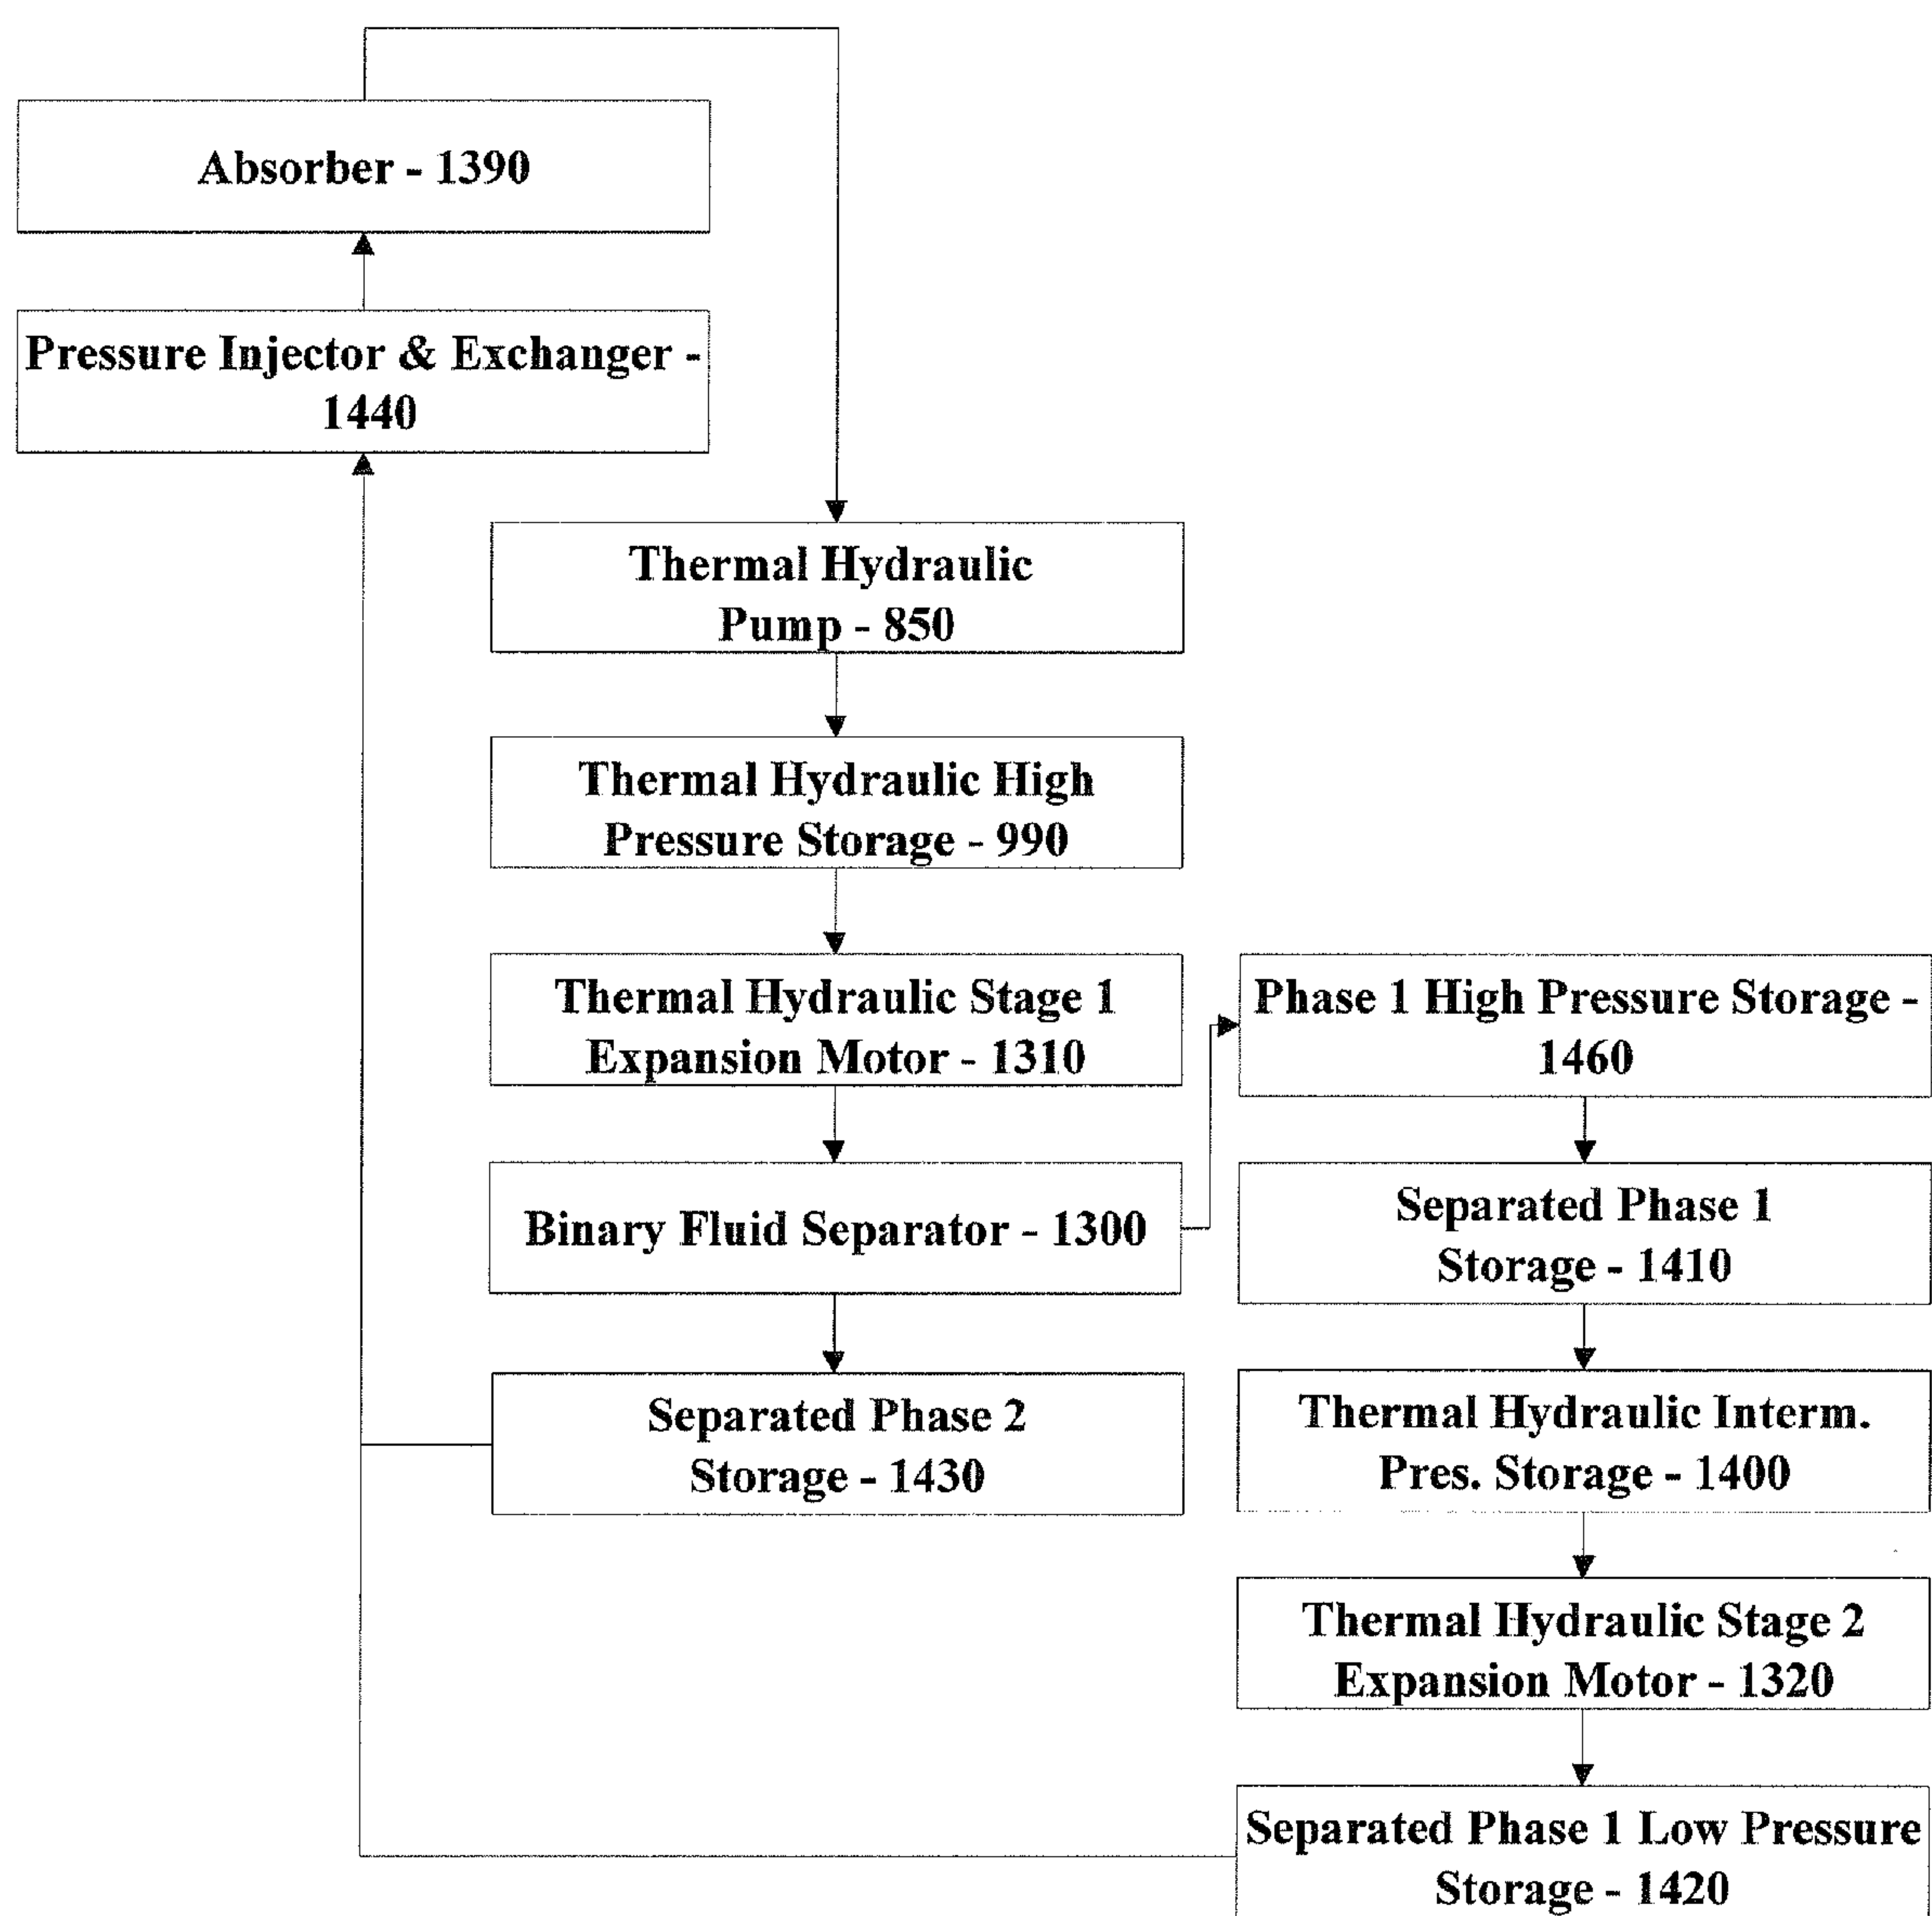 Absorber - 1390
Pressure Injector & Exchanger -
1440
Thermal Hydraulic
Pump - 850
Thermal Hydraulic High
Pressure Storage - 990
Thermal Hydraulic Stage 1
Expansion Motor - 1310
Binary Fluid Separator - 1300
Separated Phase 2
Storage - 1430
Phase 1 High Pressure Storage -
1460
Separated Phase 1
Storage - 1410
Thermal Hydraulic Interm.
Pres. Storage - 1400
Thermal Hydraulic Stage 2
Expansion Motor - 1320
Separated Phase 1 Low Pressure
Storage - 1420